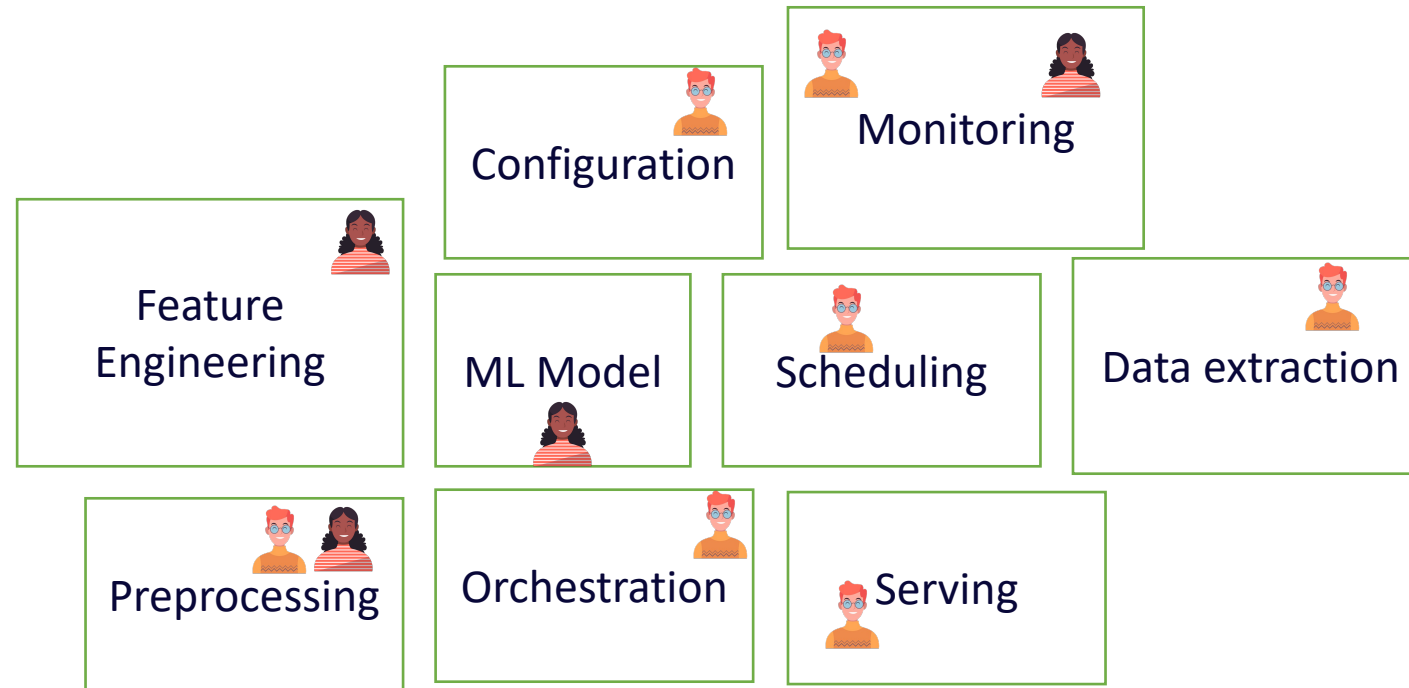 Configuration
Monitoring
Feature
Engineering
ML Model
Scheduling
Data extraction
Preprocessing
Orchestration
Serving